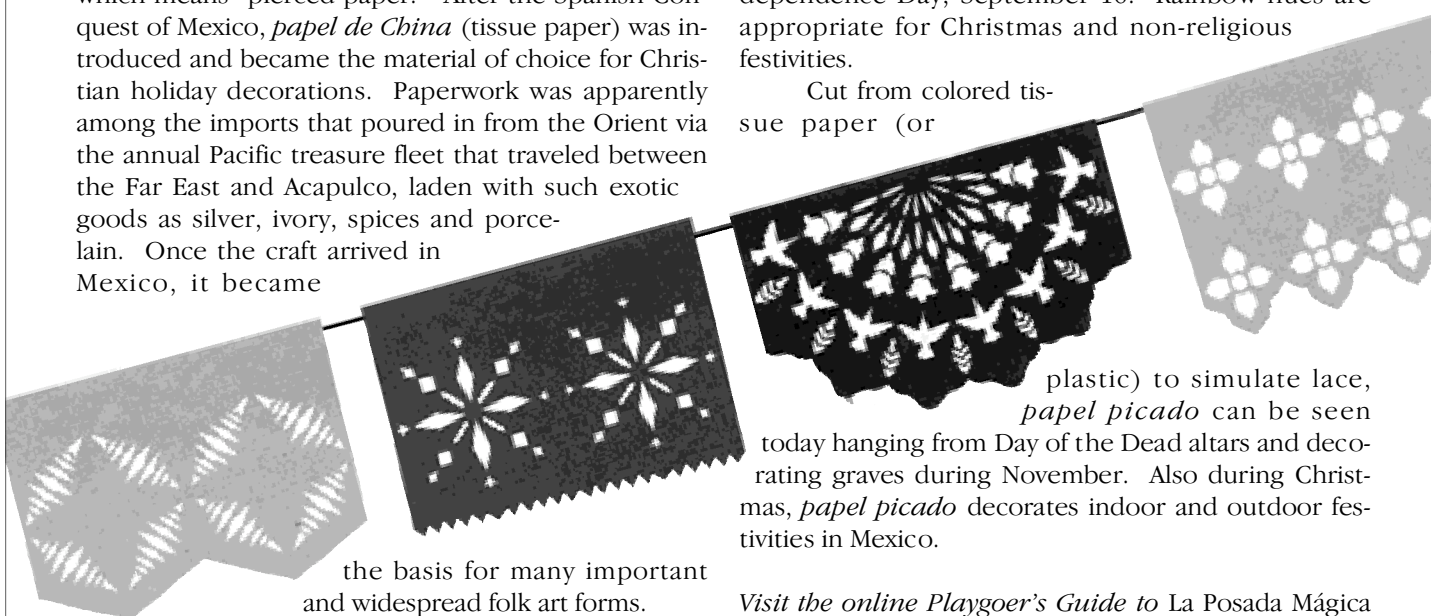 which means "pierced paper." After the Spanish Con-
quest of Mexico, papel de China (tissue paper) was in-
troduced and became the material of choice for Chris-
tian holiday decorations. Paperwork was apparently
among the imports that poured in from the Orient via
the annual Pacific treasure fleet that traveled between
the Far East and Acapulco, laden with such exotic
goods as silver, ivory, spices and porce-
lain. Once the craft arrived in
Mexico, it became
the basis for many important
and widespread folk art forms.
dependence Day, September 16. Rainbow hues are
appropriate for Christmas and non-religious
festivities.
Cut from colored tis-
sue paper (or
plastic) to simulate lace,
papel picado can be seen
today hanging from Day of the Dead altars and deco-
rating graves during November. Also during Christ-
mas, papel picado decorates indoor and outdoor fes-
tivities in Mexico.
Visit the online Playgoer's Guide to La Posada Mágica